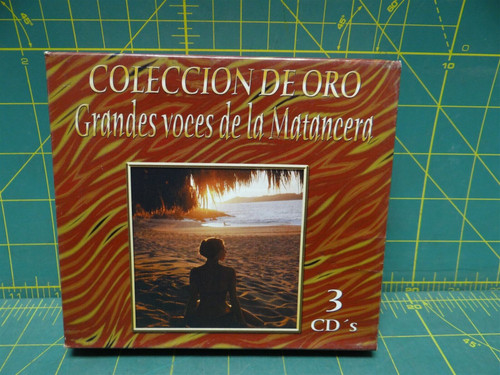 COLECCION DE ORO
Grandes voces de la Matancera
3
CD´s